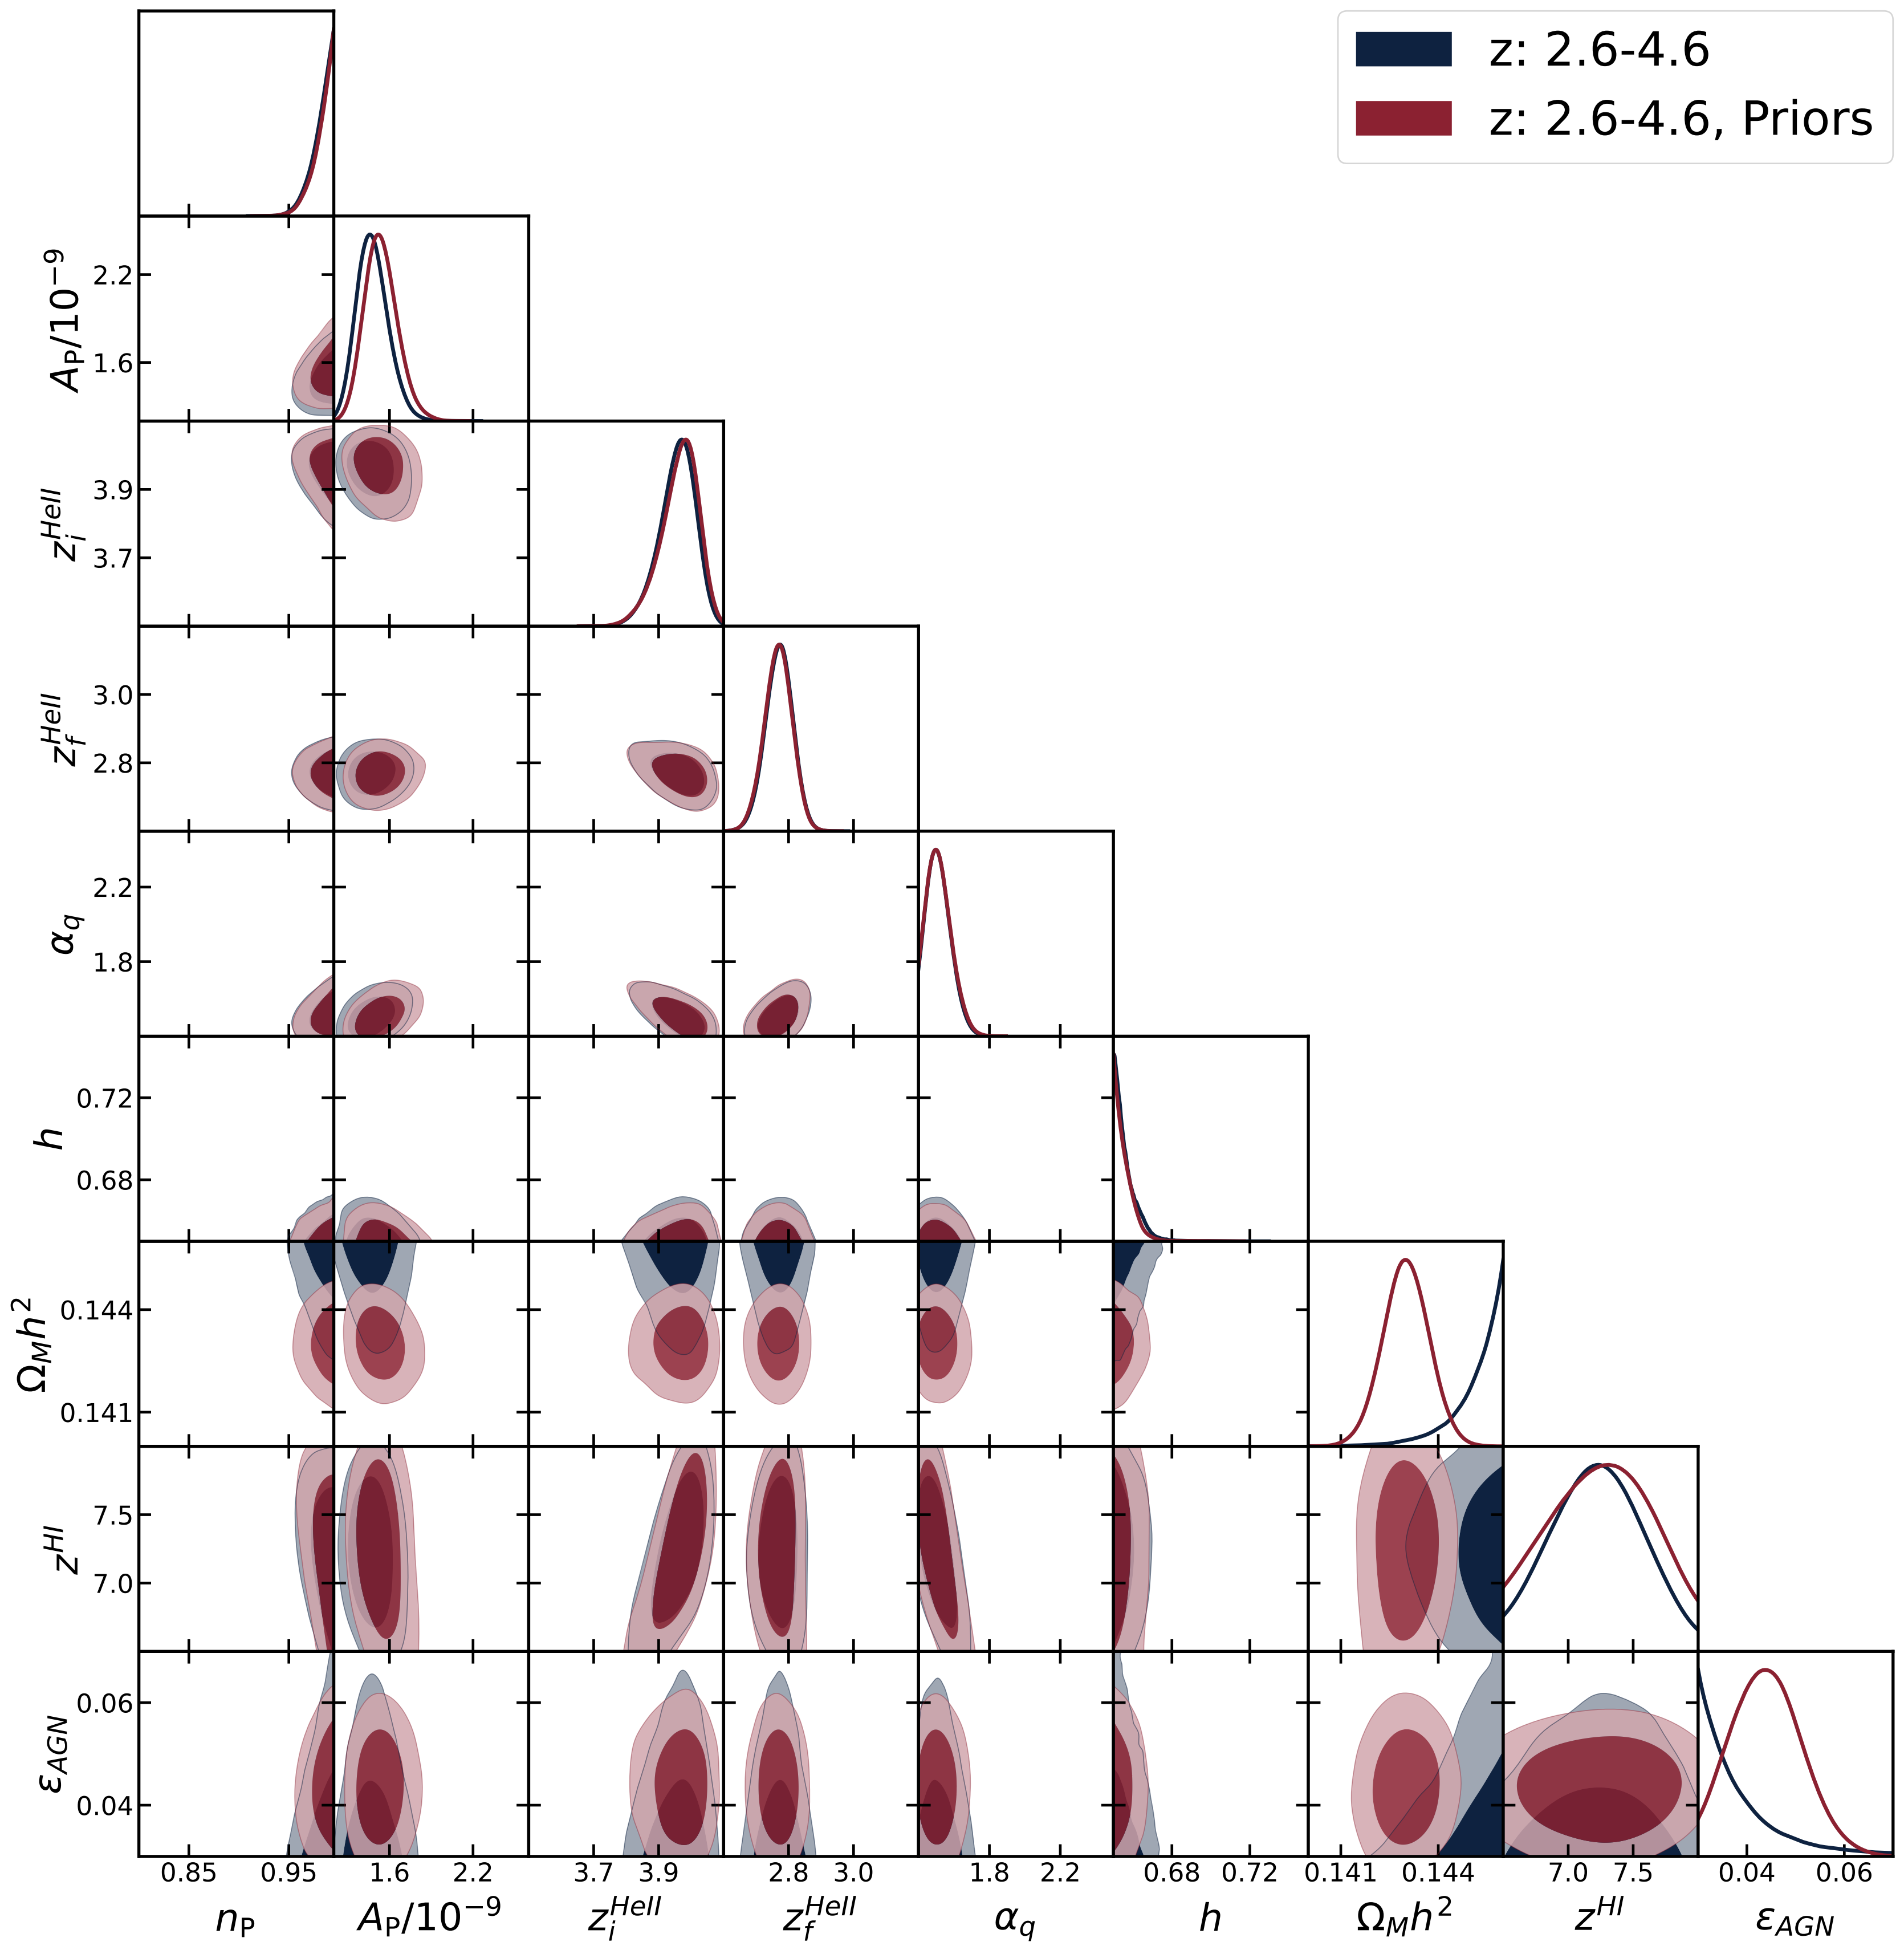 z: 2.6-4.6
z: 2.6-4.6, Priors
A_P/10^{-9}
2.2
1.6
z_i^{HeII}
3.9
3.7
z_f^{HeII}
3.0
2.8
α_q
2.2
1.8
h
0.72
0.68
Ω_M h^2
0.144
0.141
z^{HI}
7.5
7.0
ε_{AGN}
0.06
0.04
0.85 0.95 1.6 2.2 3.7 3.9 2.8 3.0 1.8 2.2 0.68 0.72 0.141 0.144 7.0 7.5 0.04 0.06
n_P A_P/10^{-9} z_i^{HeII} z_f^{HeII} α_q h Ω_M h^2 z^{HI} ε_{AGN}